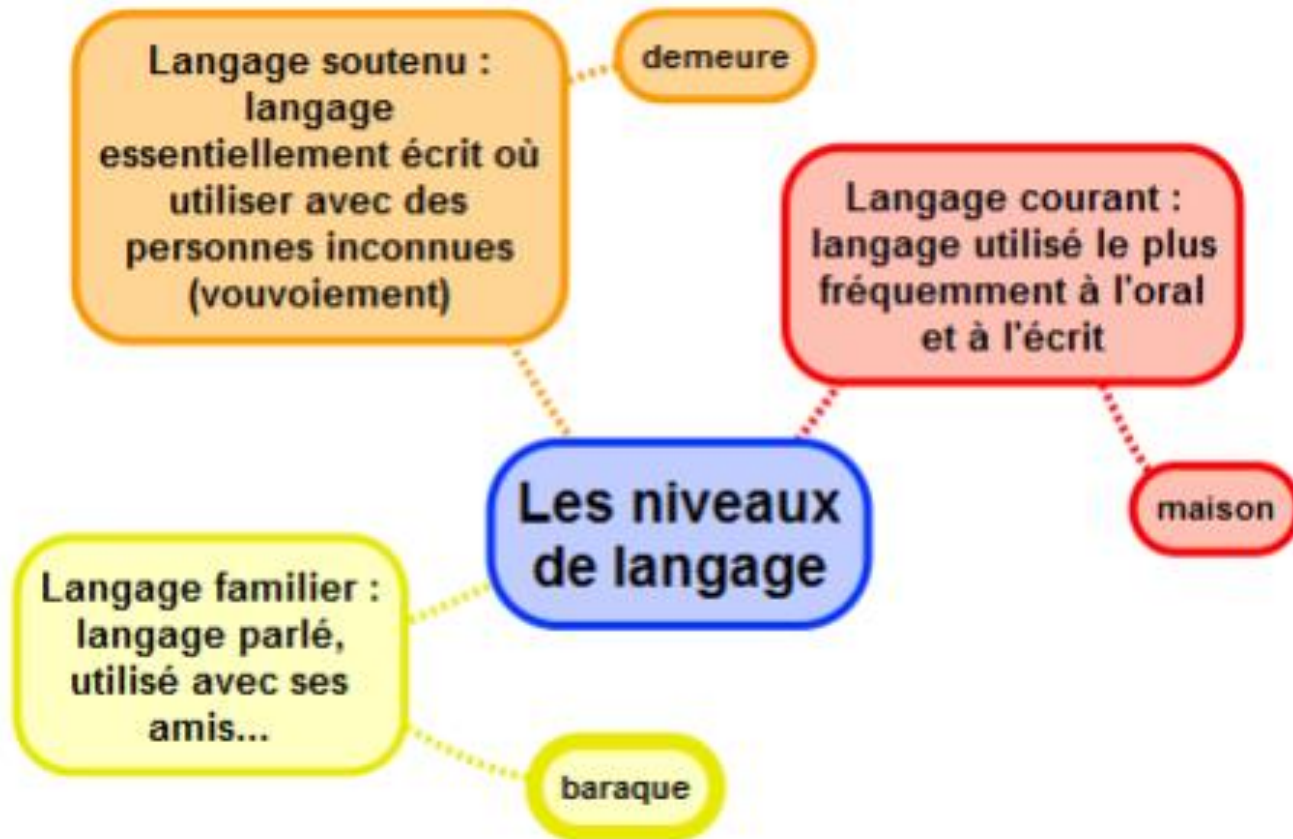 Langage soutenu :
langage
essentiellement écrit où
utiliser avec des
personnes inconnues
(vouvoiement)
demeure
Langage courant :
langage utilisé le plus
fréquemment à l'oral
et à l'écrit
maison
Les niveaux
de langage
Langage familier :
langage parlé,
utilisé avec ses
amis...
baraque